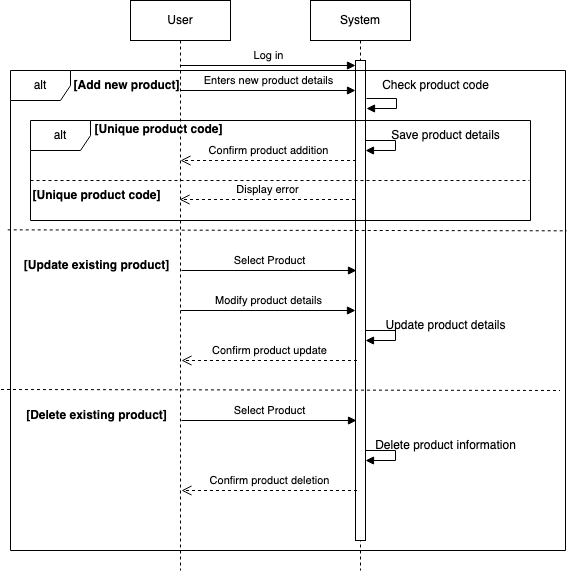 User
System
Log in
alt
[Add new product]
Enters new product details
Check product code
alt
[Unique product code]
Save product details
Confirm product addition
[Unique product code]
Display error
[Update existing product]
Select Product
Modify product details
Update product details
Confirm product update
[Delete existing product]
Select Product
Delete product information
Confirm product deletion